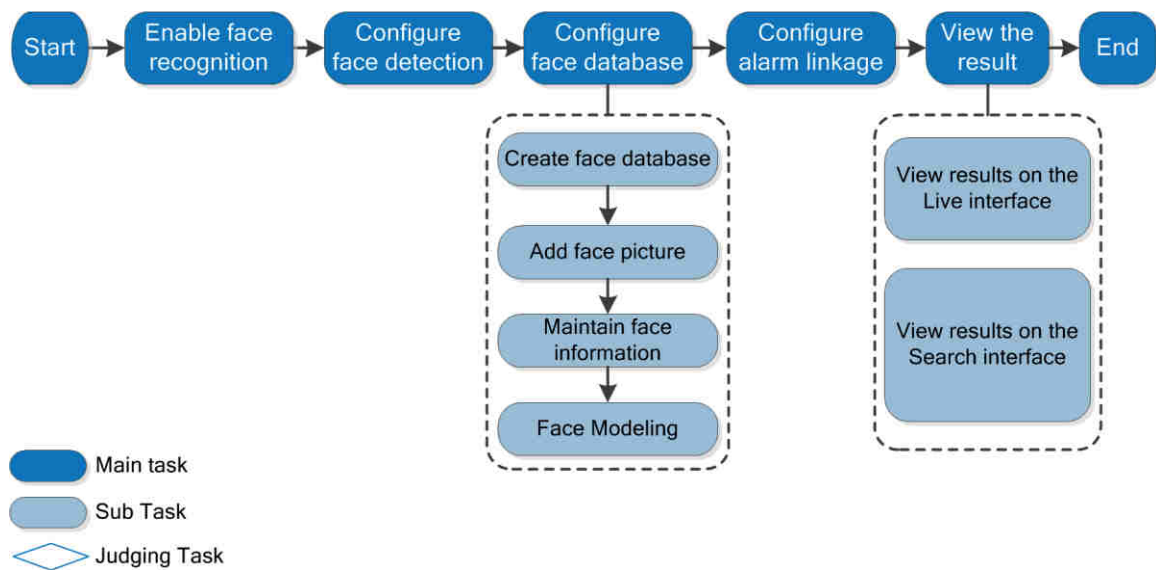 Start
Enable face
recognition
Configure
face detection
Configure
face database
Configure
alarm linkage
View the
result
End
Create face database
Add face picture
Maintain face
information
Face Modeling
View results on the
Live interface
View results on the
Search interface
Main task
Sub Task
Judging Task